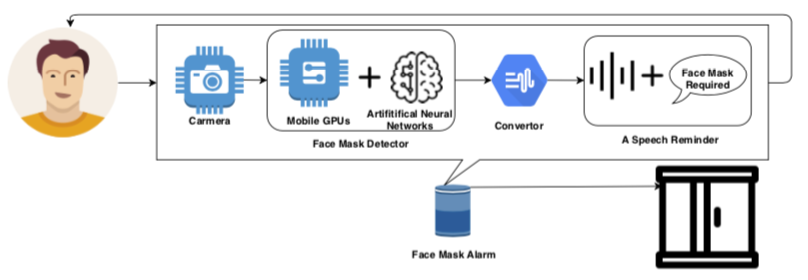 Face Mask
Required
Carmera
Mobile GPUs
Artifitifical Neural
Networks
Convertor
Face Mask Detector
A Speech Reminder
Face Mask Alarm